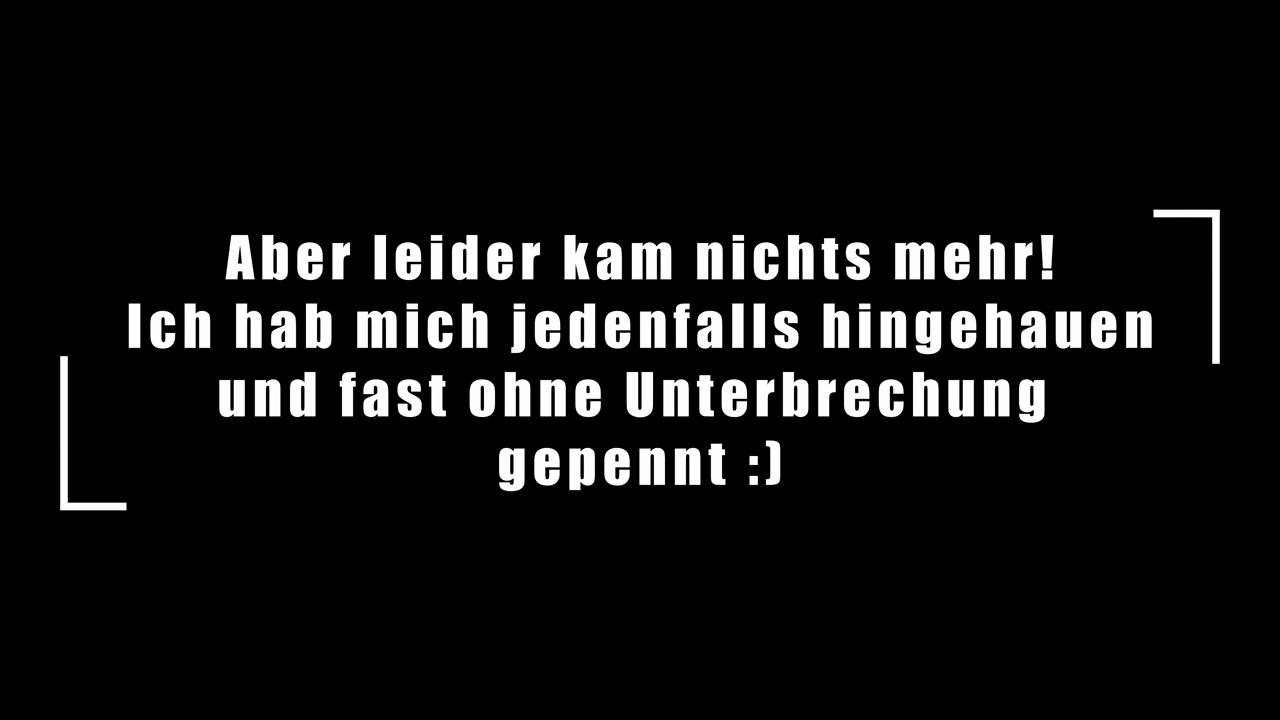 Aber leider kam nichts mehr!
Ich hab mich jedenfalls hingehauen
und fast ohne Unterbrechung
gepennt :)